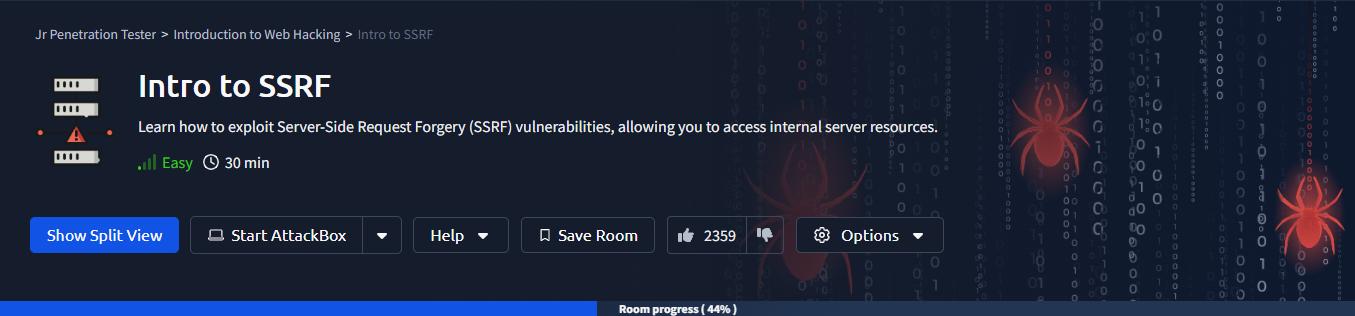 Jr Penetration Tester > Introduction to Web Hacking > Intro to SSRF
Intro to SSRF
Learn how to exploit Server-Side Request Forgery (SSRF) vulnerabilities, allowing you to access internal server resources.
Easy 30 min
Show Split View Start AttackBox Help Save Room 2359 Options
Room progress ( 44% )